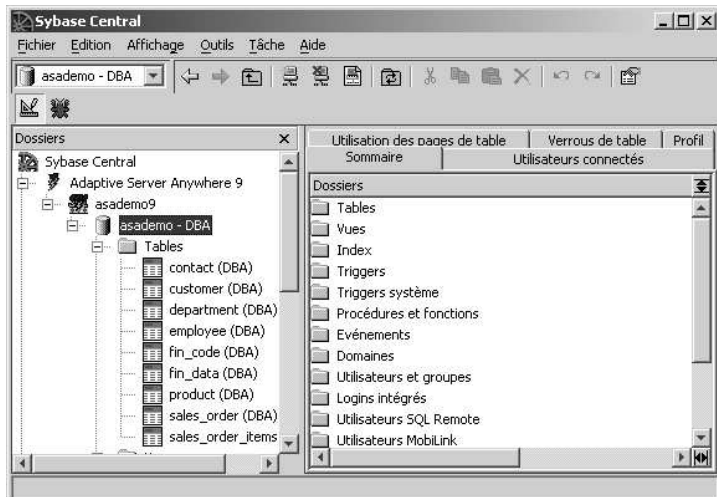 Sybase Central
Fichier Edition Affichage Outils Tâche Aide
asademo - DBA
Dossiers
Sybase Central
Adaptive Server Anywhere 9
asademo9
asademo - DBA
Tables
contact (DBA)
customer (DBA)
department (DBA)
employee (DBA)
fin_code (DBA)
fin_data (DBA)
product (DBA)
sales_order (DBA)
sales_order_items
Utilisation des pages de table Verrous de table Profil
Sommaire Utilisateurs connectés
Dossiers
Tables
Vues
Index
Triggers
Triggers système
Procédures et fonctions
Evénements
Domaines
Utilisateurs et groupes
Logins intégrés
Utilisateurs SQL Remote
Utilisateurs MobiLink